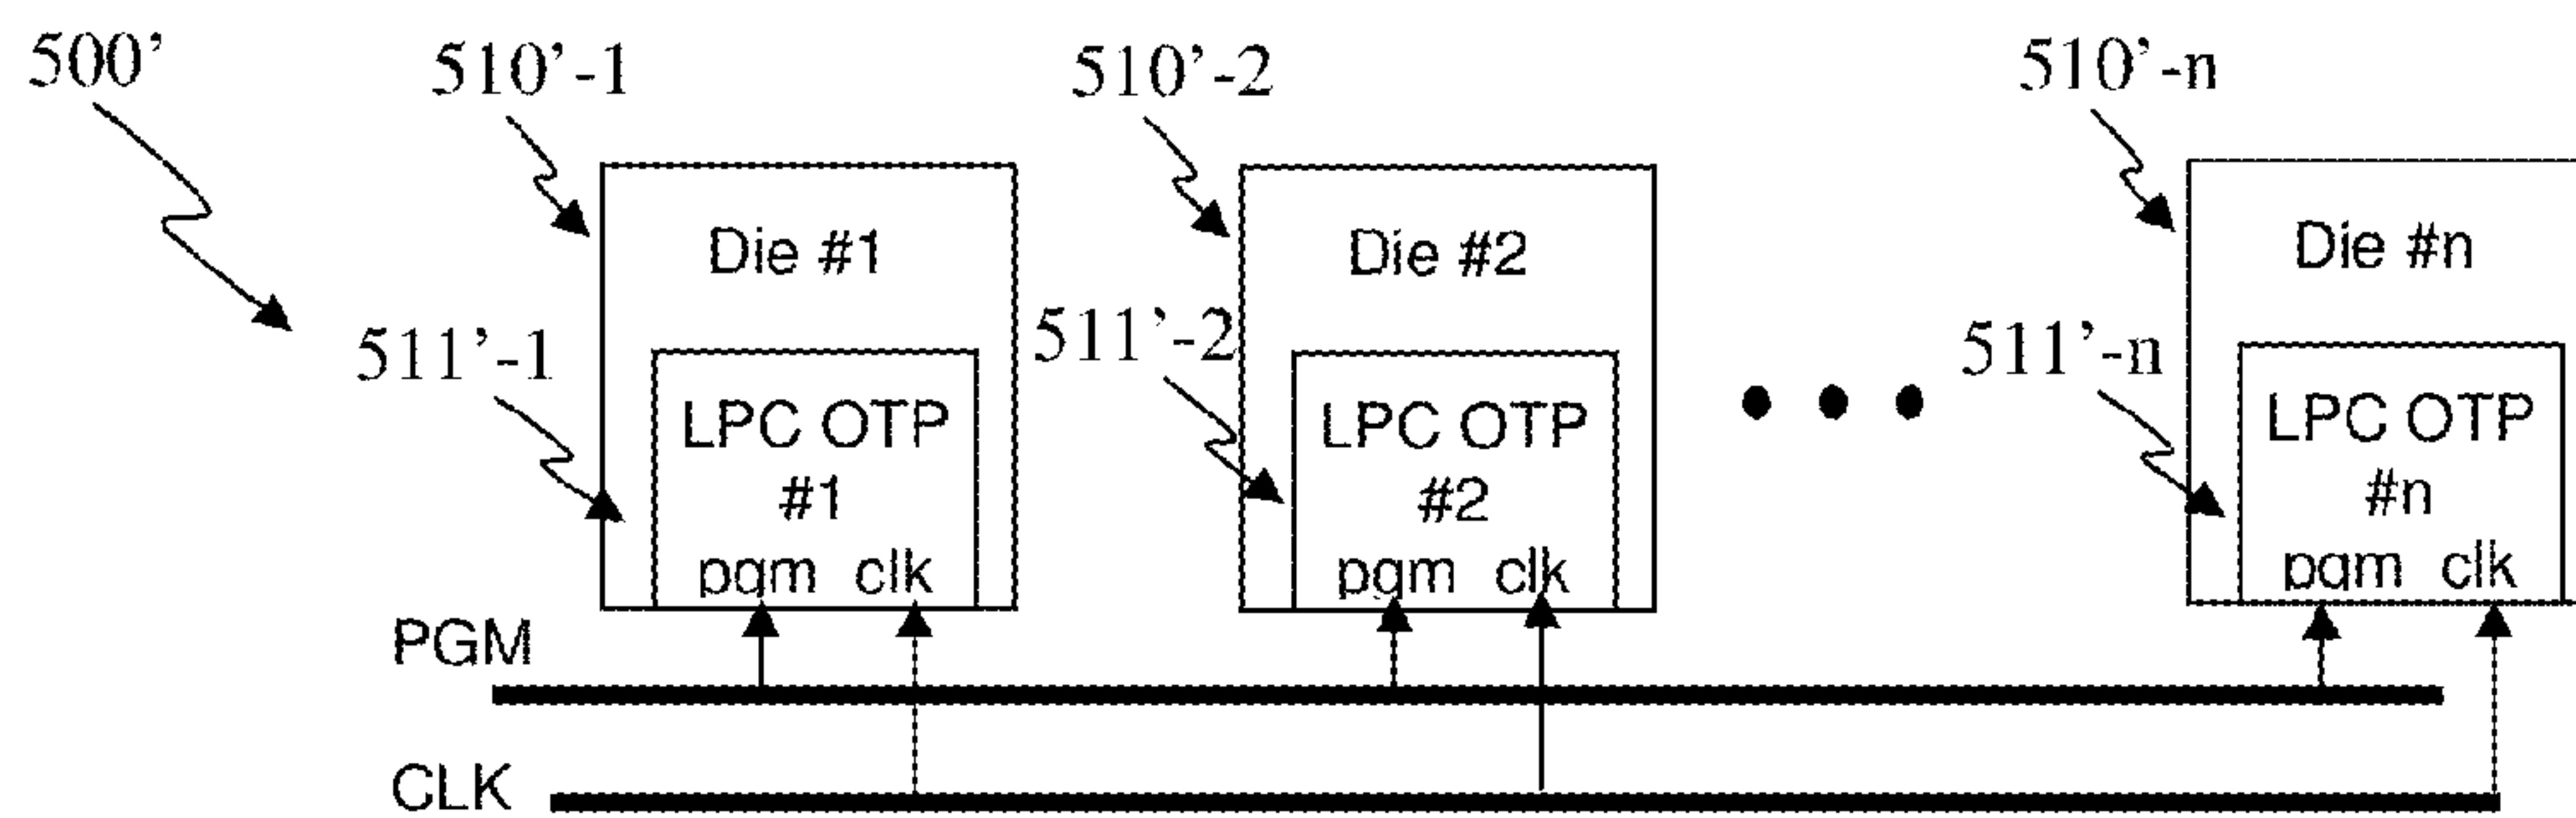 500’
510’-1
510’-2
510’-n
Die #1
Die #2
Die #n
511’-1
511’-2
511’-n
LPC OTP
#1
pgm clk
LPC OTP
#2
pgm clk
LPC OTP
#n
pgm clk
PGM
CLK